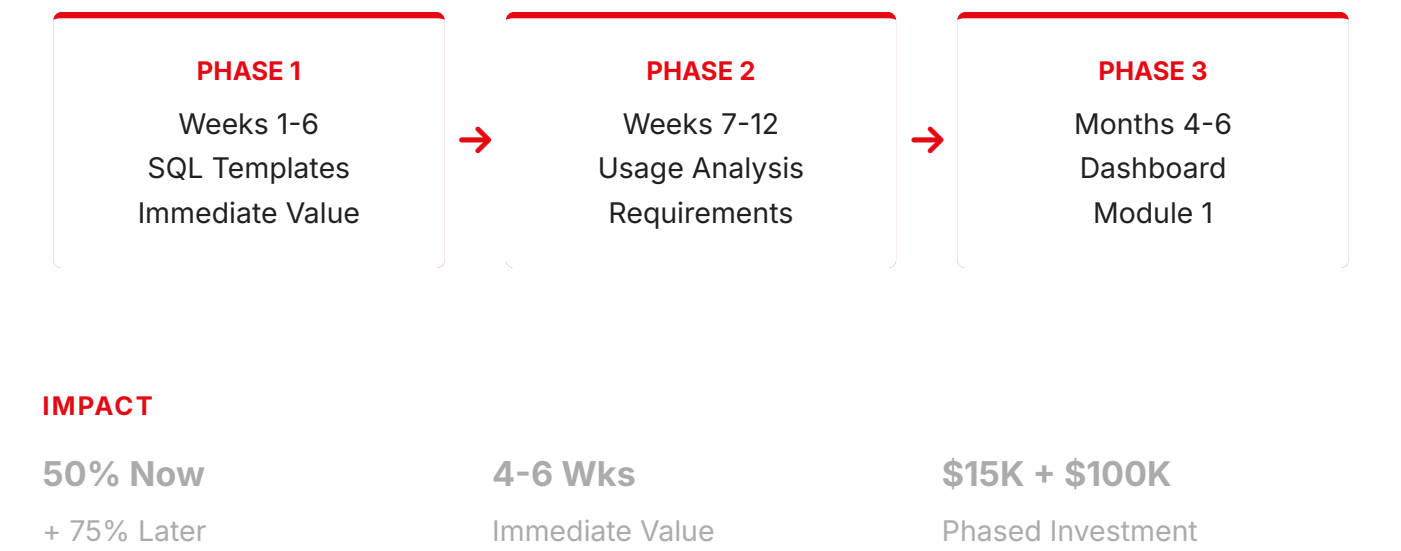 PHASE 1
Weeks 1-6
SQL Templates
Immediate Value
PHASE 2
Weeks 7-12
Usage Analysis
Requirements
PHASE 3
Months 4-6
Dashboard
Module 1
IMPACT
50% Now
+ 75% Later
4-6 Wks
Immediate Value
$15K + $100K
Phased Investment